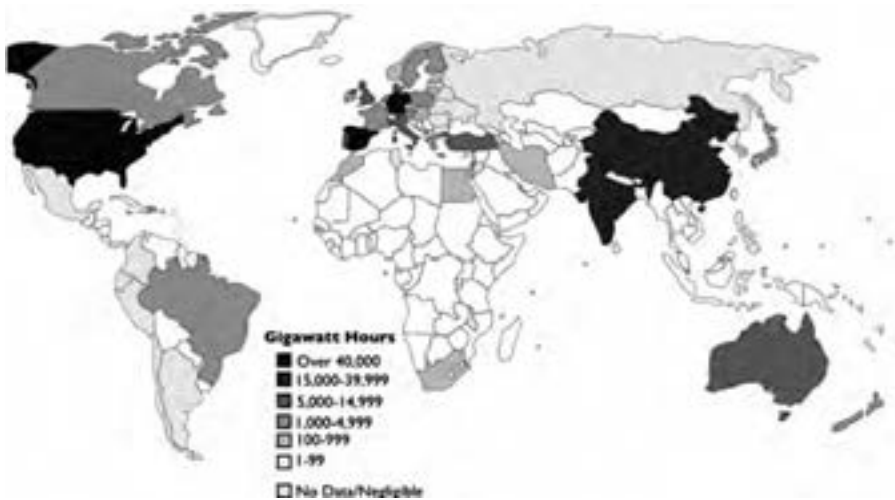 Gigawatt Hours
Over 40,000
15,000-39,999
5,000-14,999
1,000-4,999
100-999
1-99
No Data/Negligible